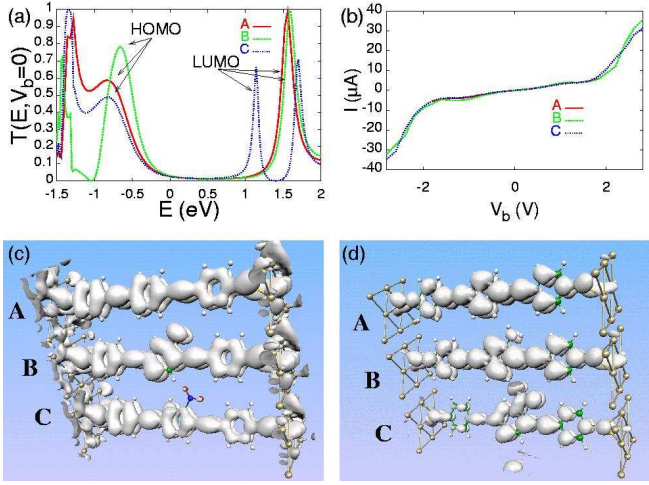 (a)
HOMO
A
B
C
LUMO
T(E,V_b=0)
1
0.9
0.8
0.7
0.6
0.5
0.4
0.3
0.2
0.1
0
-1.5
-1
-0.5
0
0.5
1
1.5
2
E (eV)
(b)
I (µA)
40
30
20
10
0
-10
-20
-30
-40
A
B
C
-2
0
2
V_b (V)
(c)
A
B
C
(d)
A
B
C